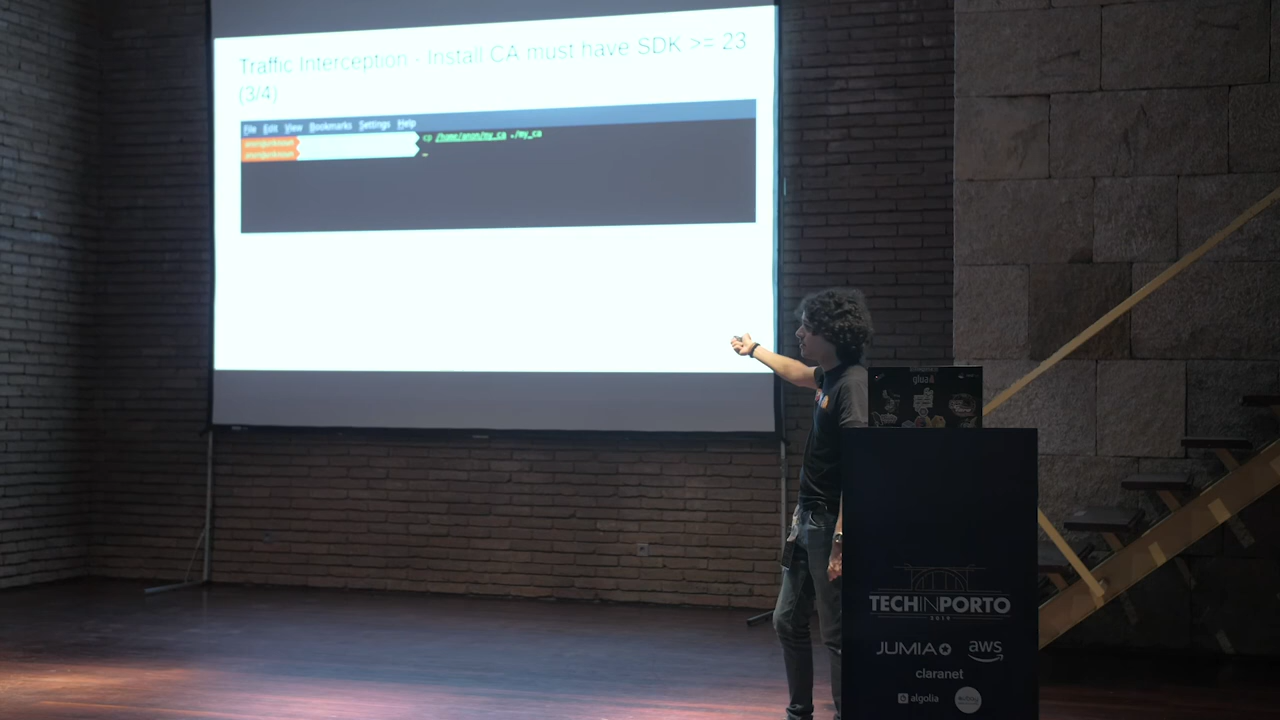 Traffic Interception - Install CA must have SDK >= 23
(3/4)
File Edit View Bookmarks Settings Help
cp /home/anon/my_ca ./my_ca
TECHINPORTO
2019
JUMIA
aws
claranet
algolia